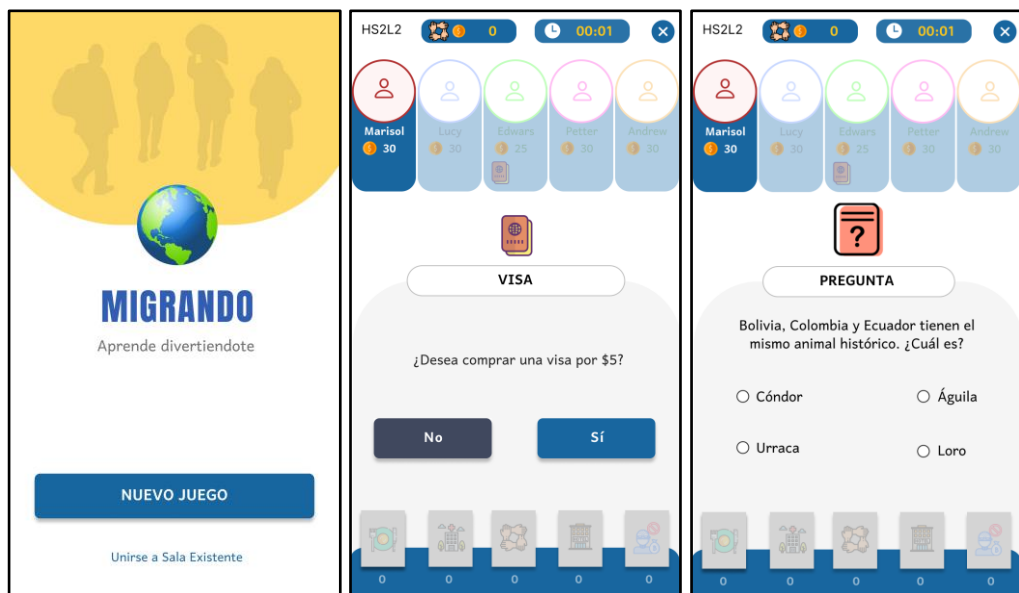 MIGRANDO
Aprende divertiendote
NUEVO JUEGO
Unirse a Sala Existente
HS2L2
0
00:01
Marisol
30
Lucy
30
Edwars
25
Petter
30
Andrew
30
VISA
¿Desea comprar una visa por $5?
No
Sí
0
0
0
0
0
HS2L2
0
00:01
Marisol
30
Lucy
30
Edwars
25
Petter
30
Andrew
30
?
PREGUNTA
Bolivia, Colombia y Ecuador tienen el
mismo animal histórico. ¿Cuál es?
Cóndor
Águila
Urraca
Loro
0
0
0
0
0